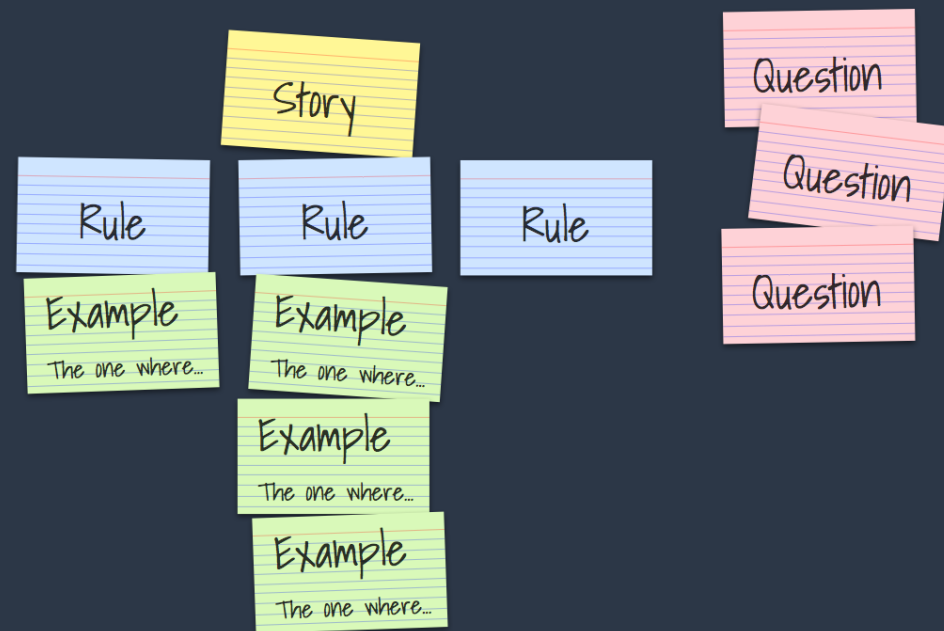 Story
Question
Question
Question
Rule
Rule
Rule
Example
The one where...
Example
The one where...
Example
The one where...
Example
The one where...